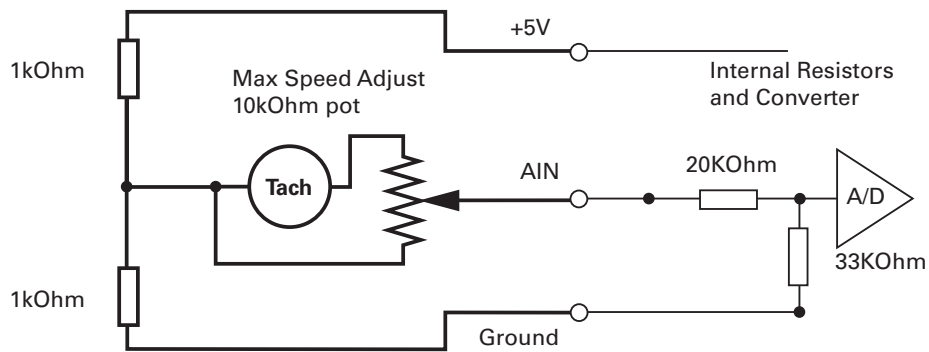 +5V
1kOhm
Max Speed Adjust
10kOhm pot
Internal Resistors
and Converter
Tach
AIN
20KOhm
A/D
33KOhm
1kOhm
Ground